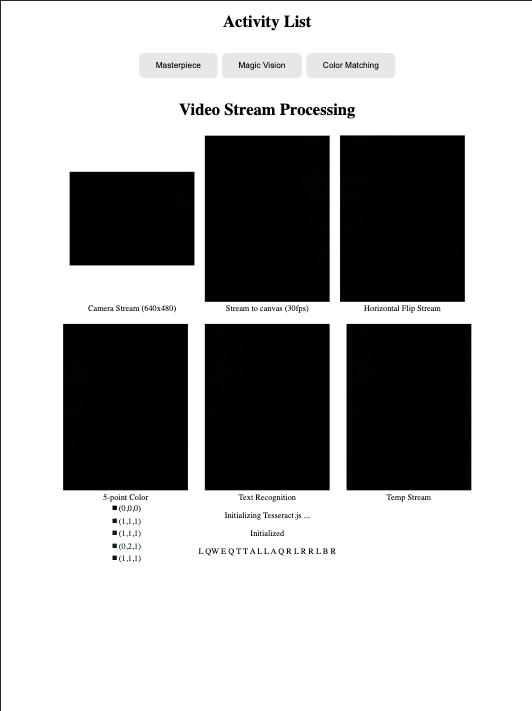 Activity List
Masterpiece
Magic Vision
Color Matching
Video Stream Processing
Camera Stream (640x480)
Stream to canvas (30fps)
Horizontal Flip Stream
5-point Color
(0,0,0)
(1,1,1)
(1,1,1)
(0,2,1)
(1,1,1)
Text Recognition
Initializing Tesseract.js ...
Initialized
L Q W E Q T T A L L A Q R L R R L B R
Temp Stream